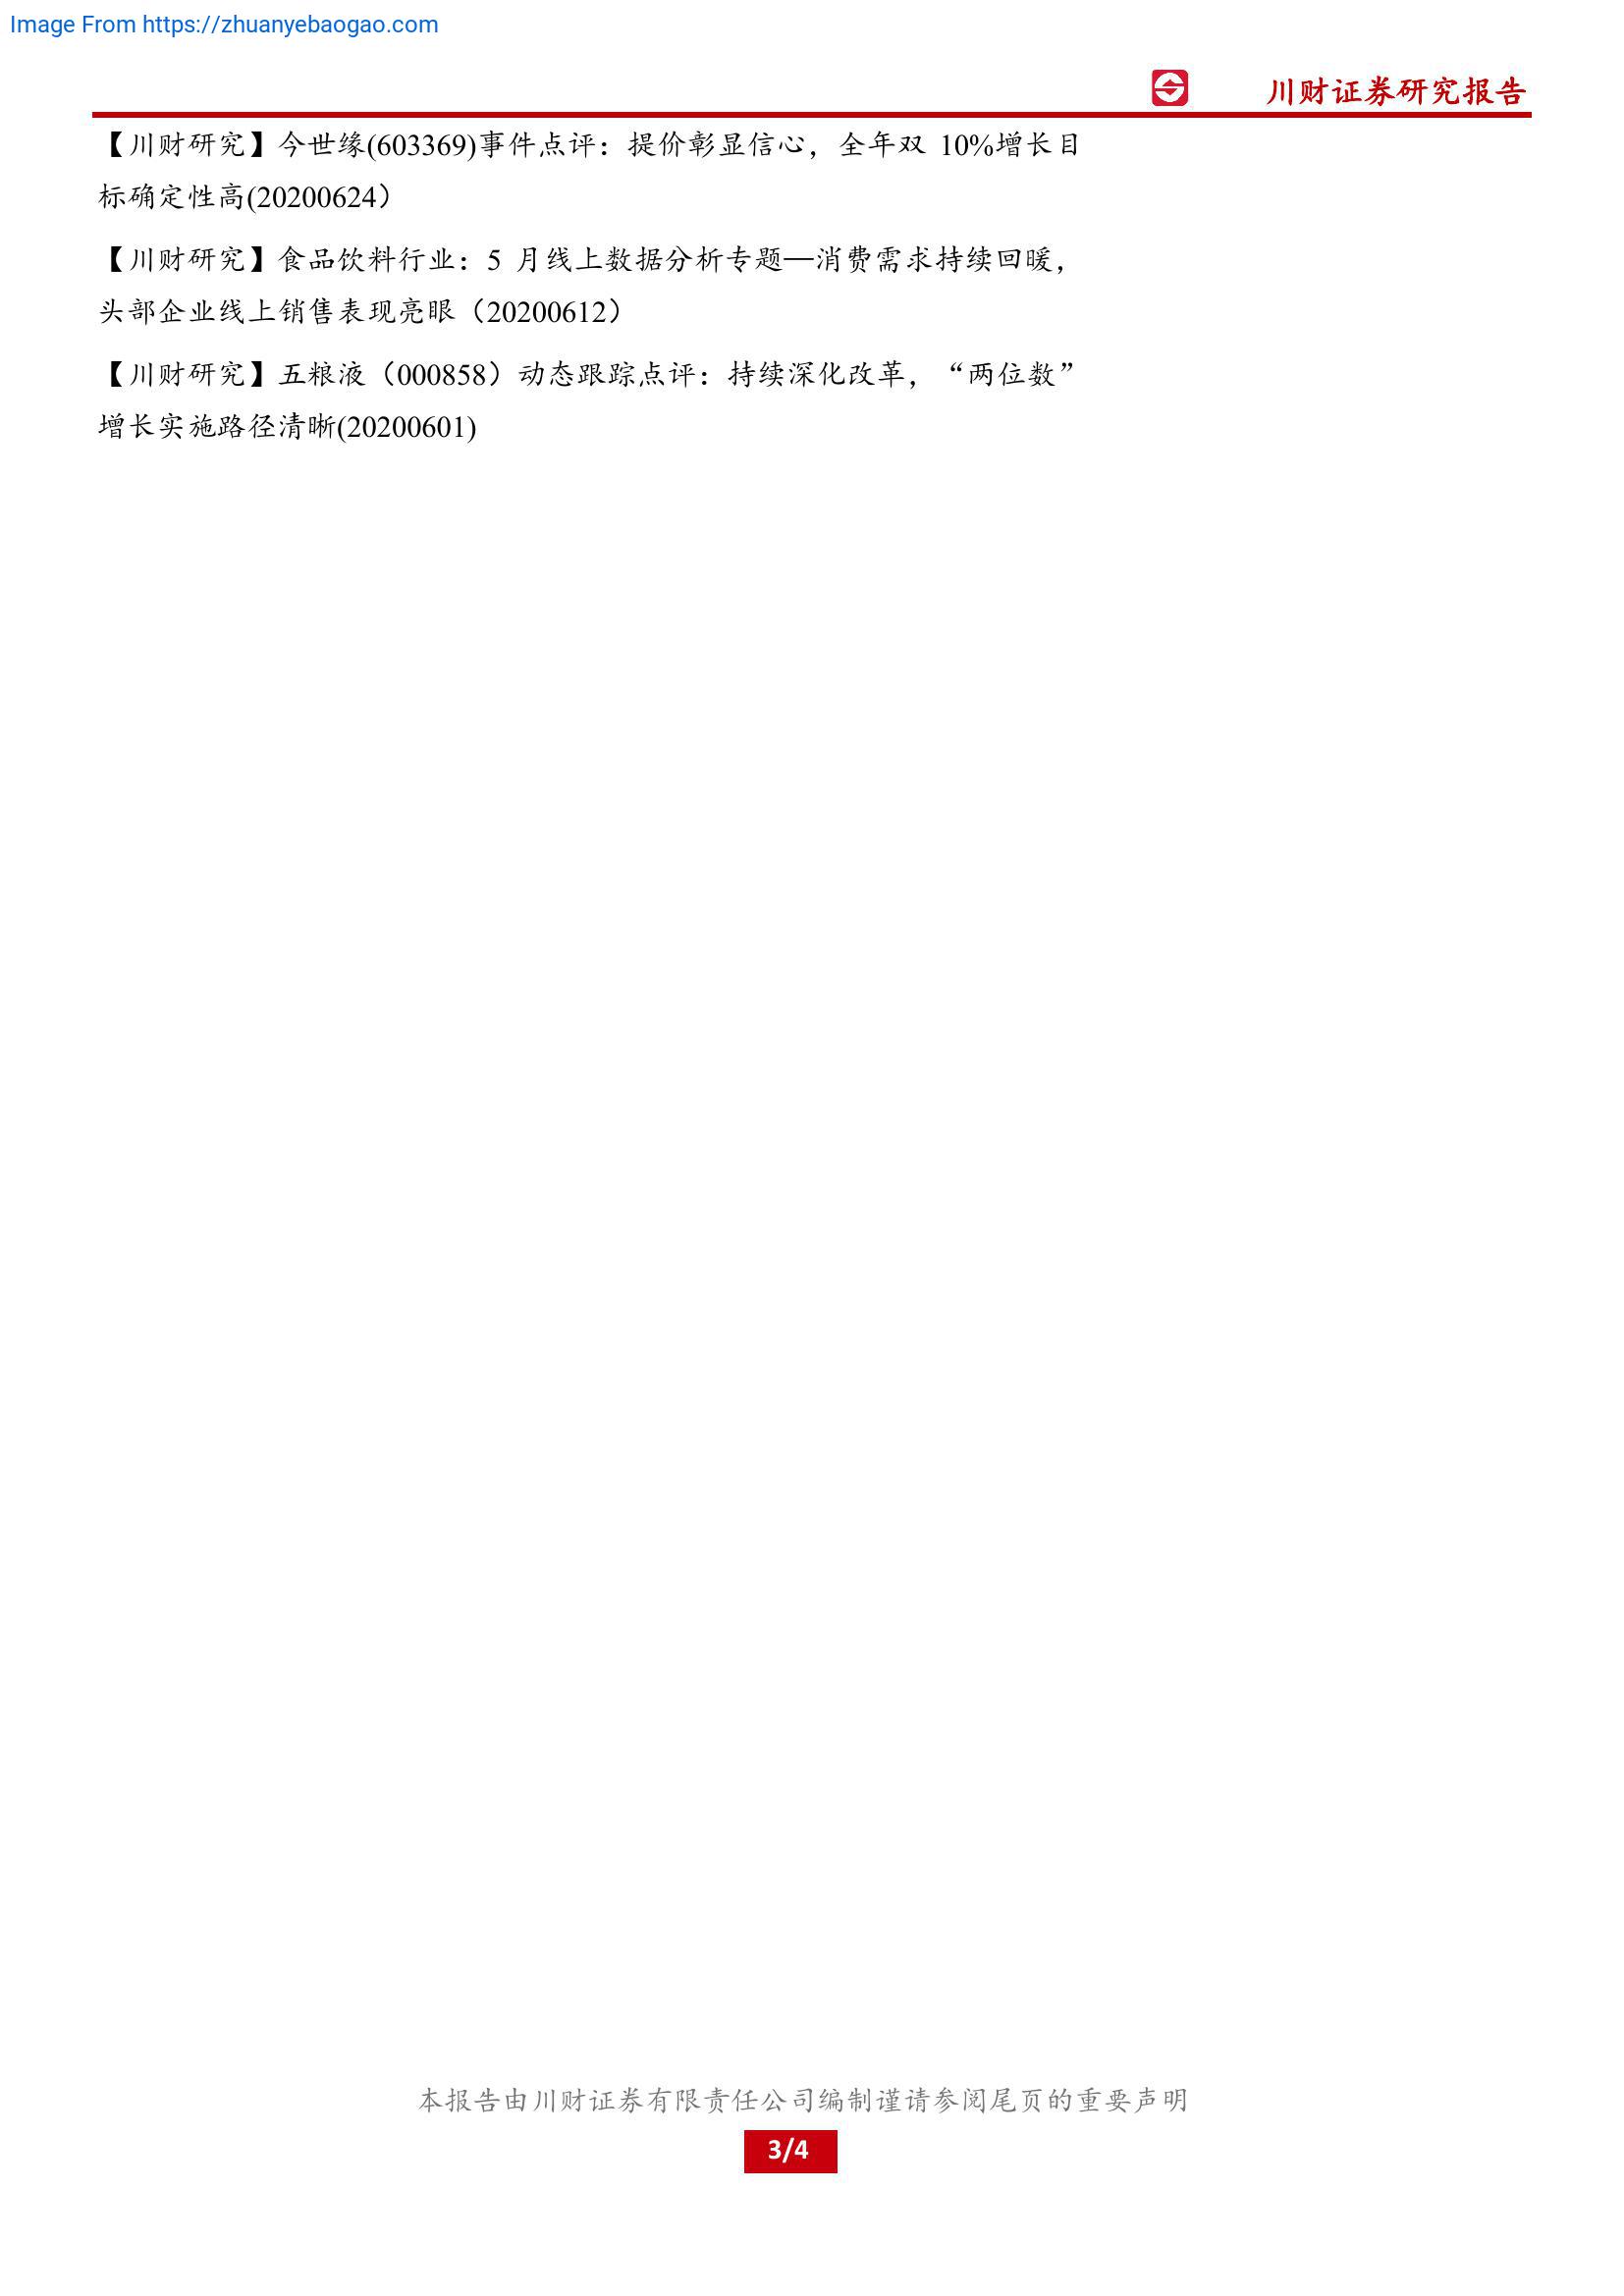 Image From https://zhuanyebaogao.com
川财证券研究报告
【川财研究】今世缘(603369)事件点评：提价彰显信心，全年双 10%增长目
标确定性高(20200624）
【川财研究】食品饮料行业：5 月线上数据分析专题—消费需求持续回暖，
头部企业线上销售表现亮眼（20200612）
【川财研究】五粮液（000858）动态跟踪点评：持续深化改革，“两位数”
增长实施路径清晰(20200601)
本报告由川财证券有限责任公司编制谨请参阅尾页的重要声明
3/4